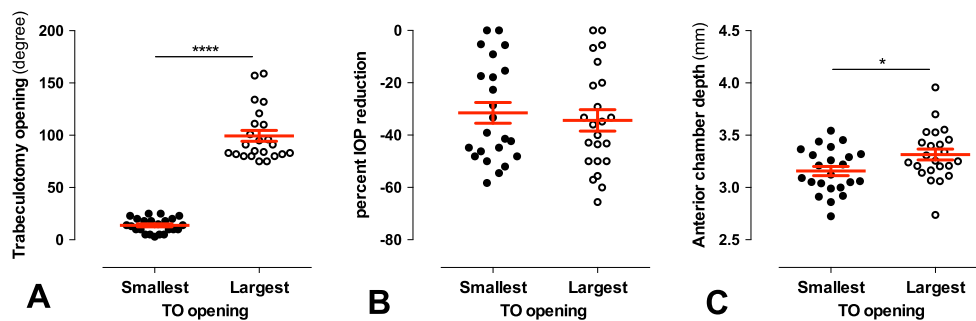 Trabeculotomy opening (degree)
200
150
100
50
0
****
Smallest
Largest
TO opening
A
percent IOP reduction
0
-20
-40
-60
-80
Smallest
Largest
TO opening
B
Anterior chamber depth (mm)
4.5
4.0
3.5
3.0
2.5
*
Smallest
Largest
TO opening
C